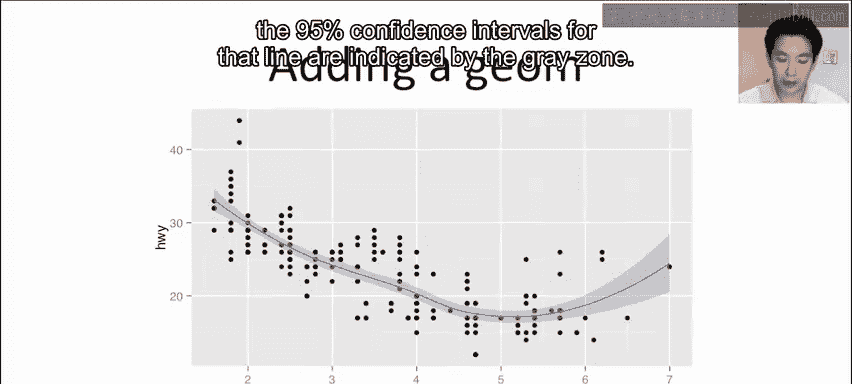 the 95% confidence intervals for
that line are indicated by the gray zone.
Adding a geom
hwy
40
30
20
2
3
4
5
6
7